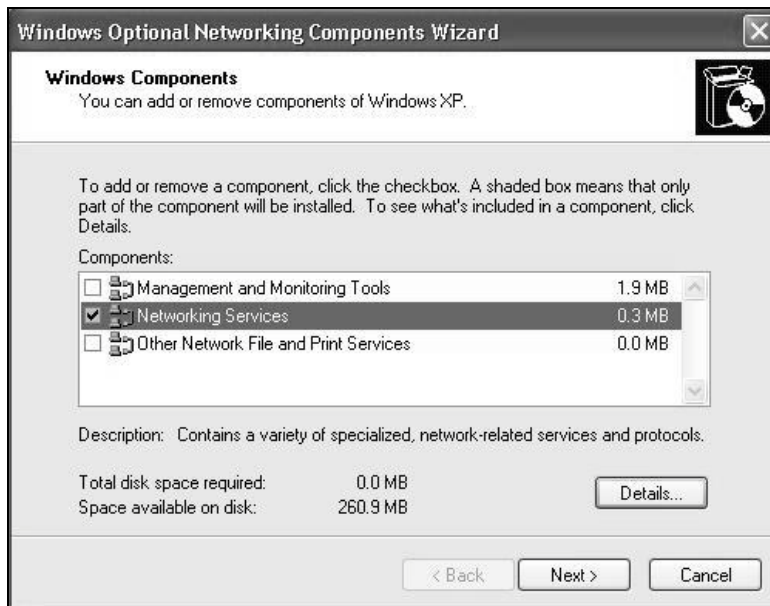 Windows Optional Networking Components Wizard
Windows Components
You can add or remove components of Windows XP.
To add or remove a component, click the checkbox. A shaded box means that only
part of the component will be installed. To see what's included in a component, click
Details.
Components:
Management and Monitoring Tools 1.9 MB
Networking Services 0.3 MB
Other Network File and Print Services 0.0 MB
Description: Contains a variety of specialized, network-related services and protocols.
Total disk space required: 0.0 MB
Space available on disk: 260.9 MB
Details...
< Back Next > Cancel